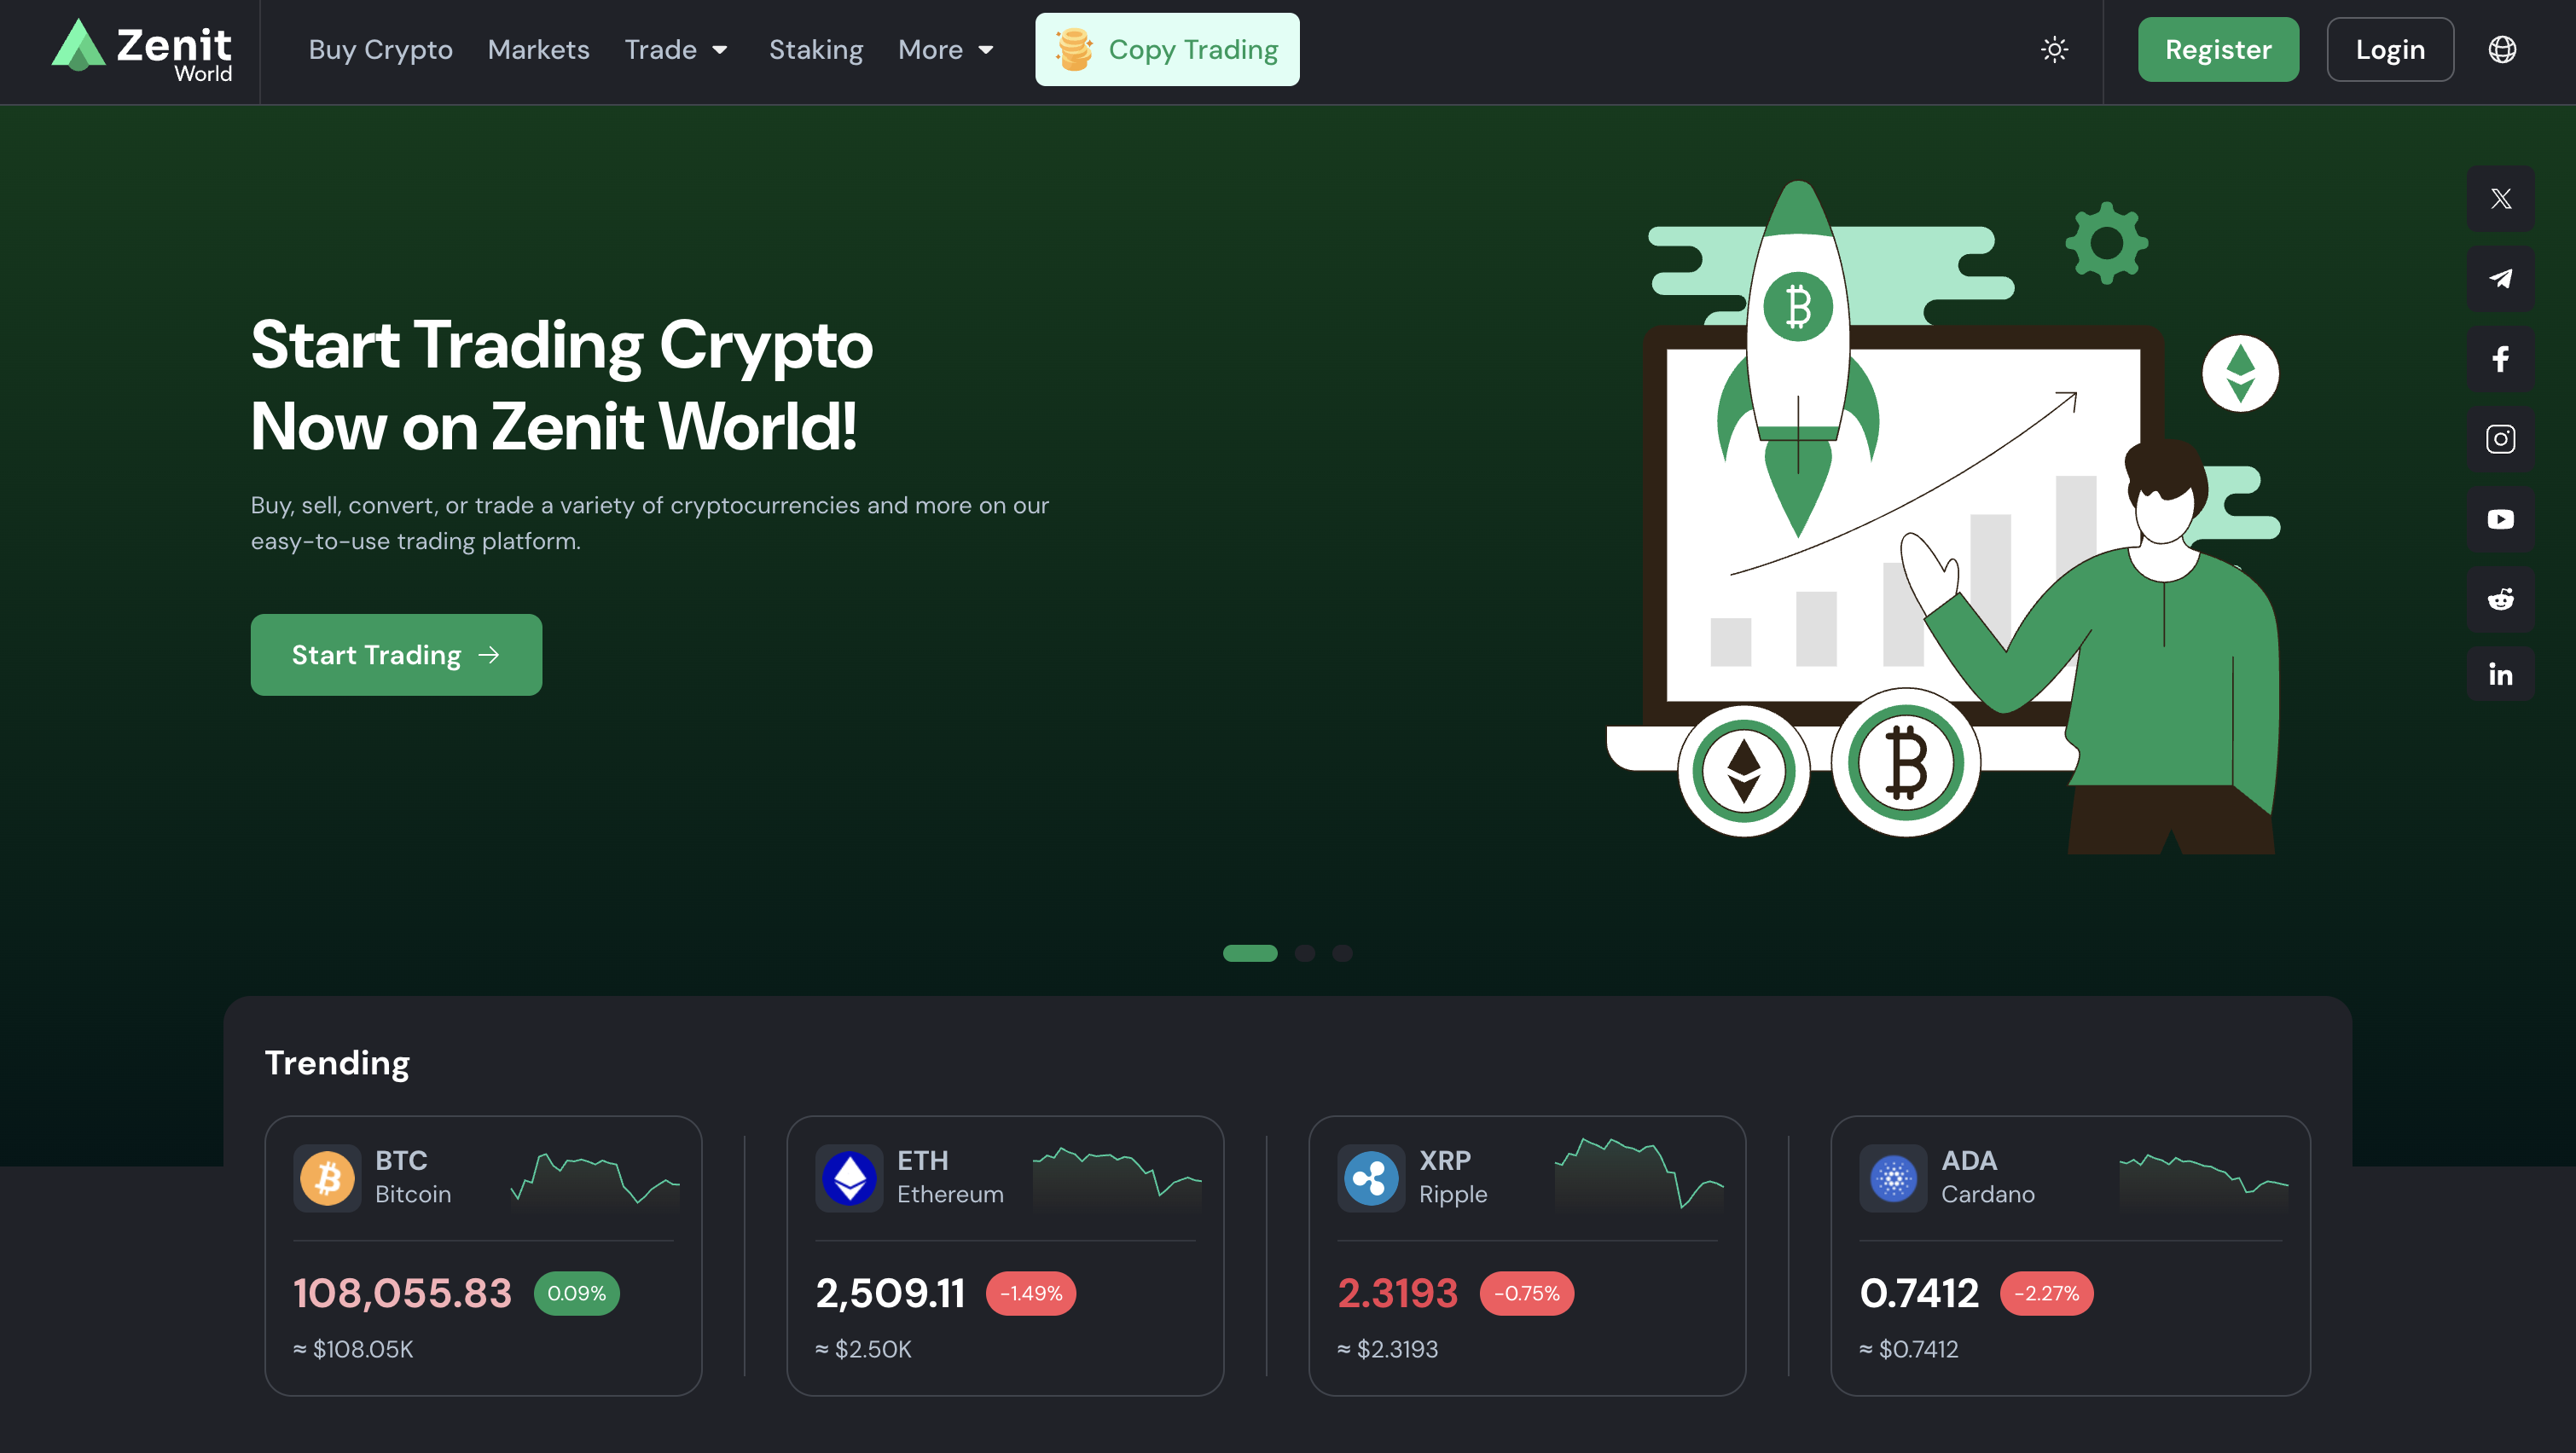 Zenit
World
Buy Crypto
Markets
Trade
Staking
More
Copy Trading
Register
Login
Start Trading Crypto
Now on Zenit World!
Buy, sell, convert, or trade a variety of cryptocurrencies and more on our
easy-to-use trading platform.
Start Trading →
Trending
BTC
Bitcoin
108,055.83
0.09%
≈ $108.05K
ETH
Ethereum
2,509.11
-1.49%
≈ $2.50K
XRP
Ripple
2.3193
-0.75%
≈ $2.3193
ADA
Cardano
0.7412
-2.27%
≈ $0.7412